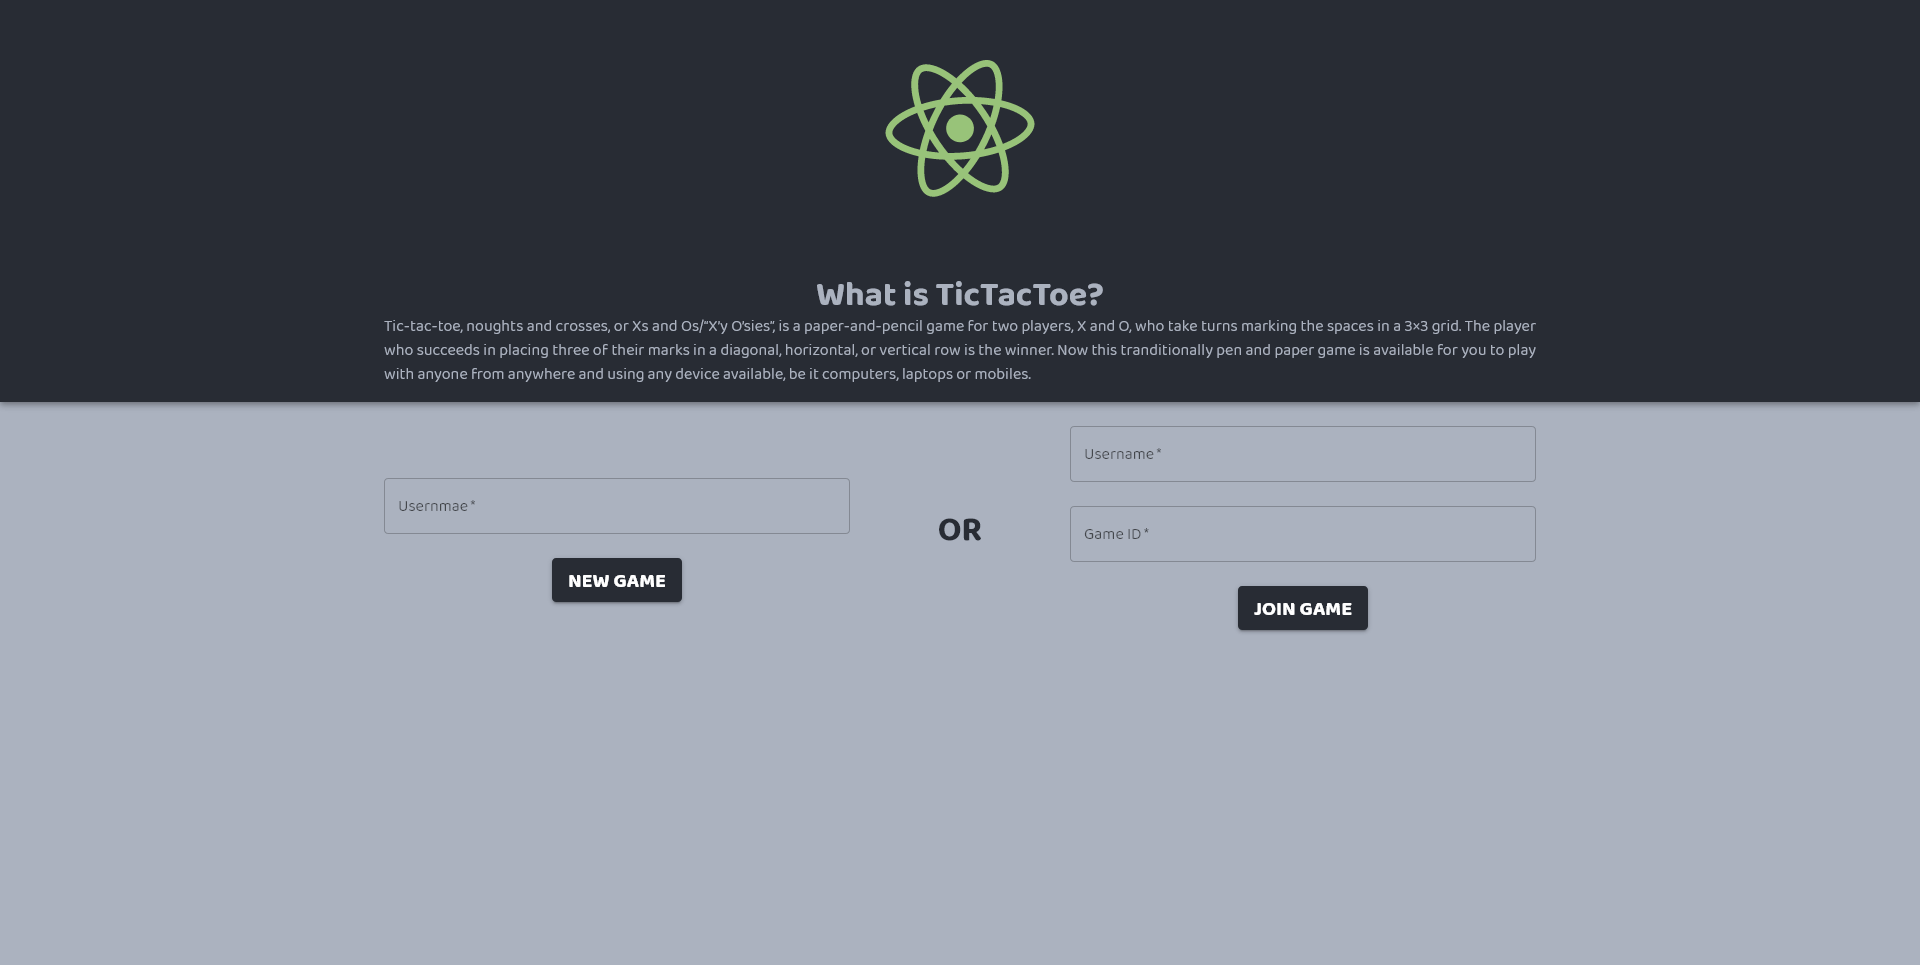 What is TicTacToe?
Tic-tac-toe, noughts and crosses, or Xs and Os/“X’y O’sies”, is a paper-and-pencil game for two players, X and O, who take turns marking the spaces in a 3×3 grid. The player
who succeeds in placing three of their marks in a diagonal, horizontal, or vertical row is the winner. Now this tranditionally pen and paper game is available for you to play
with anyone from anywhere and using any device available, be it computers, laptops or mobiles.
Usernmae *
NEW GAME
OR
Username *
Game ID *
JOIN GAME